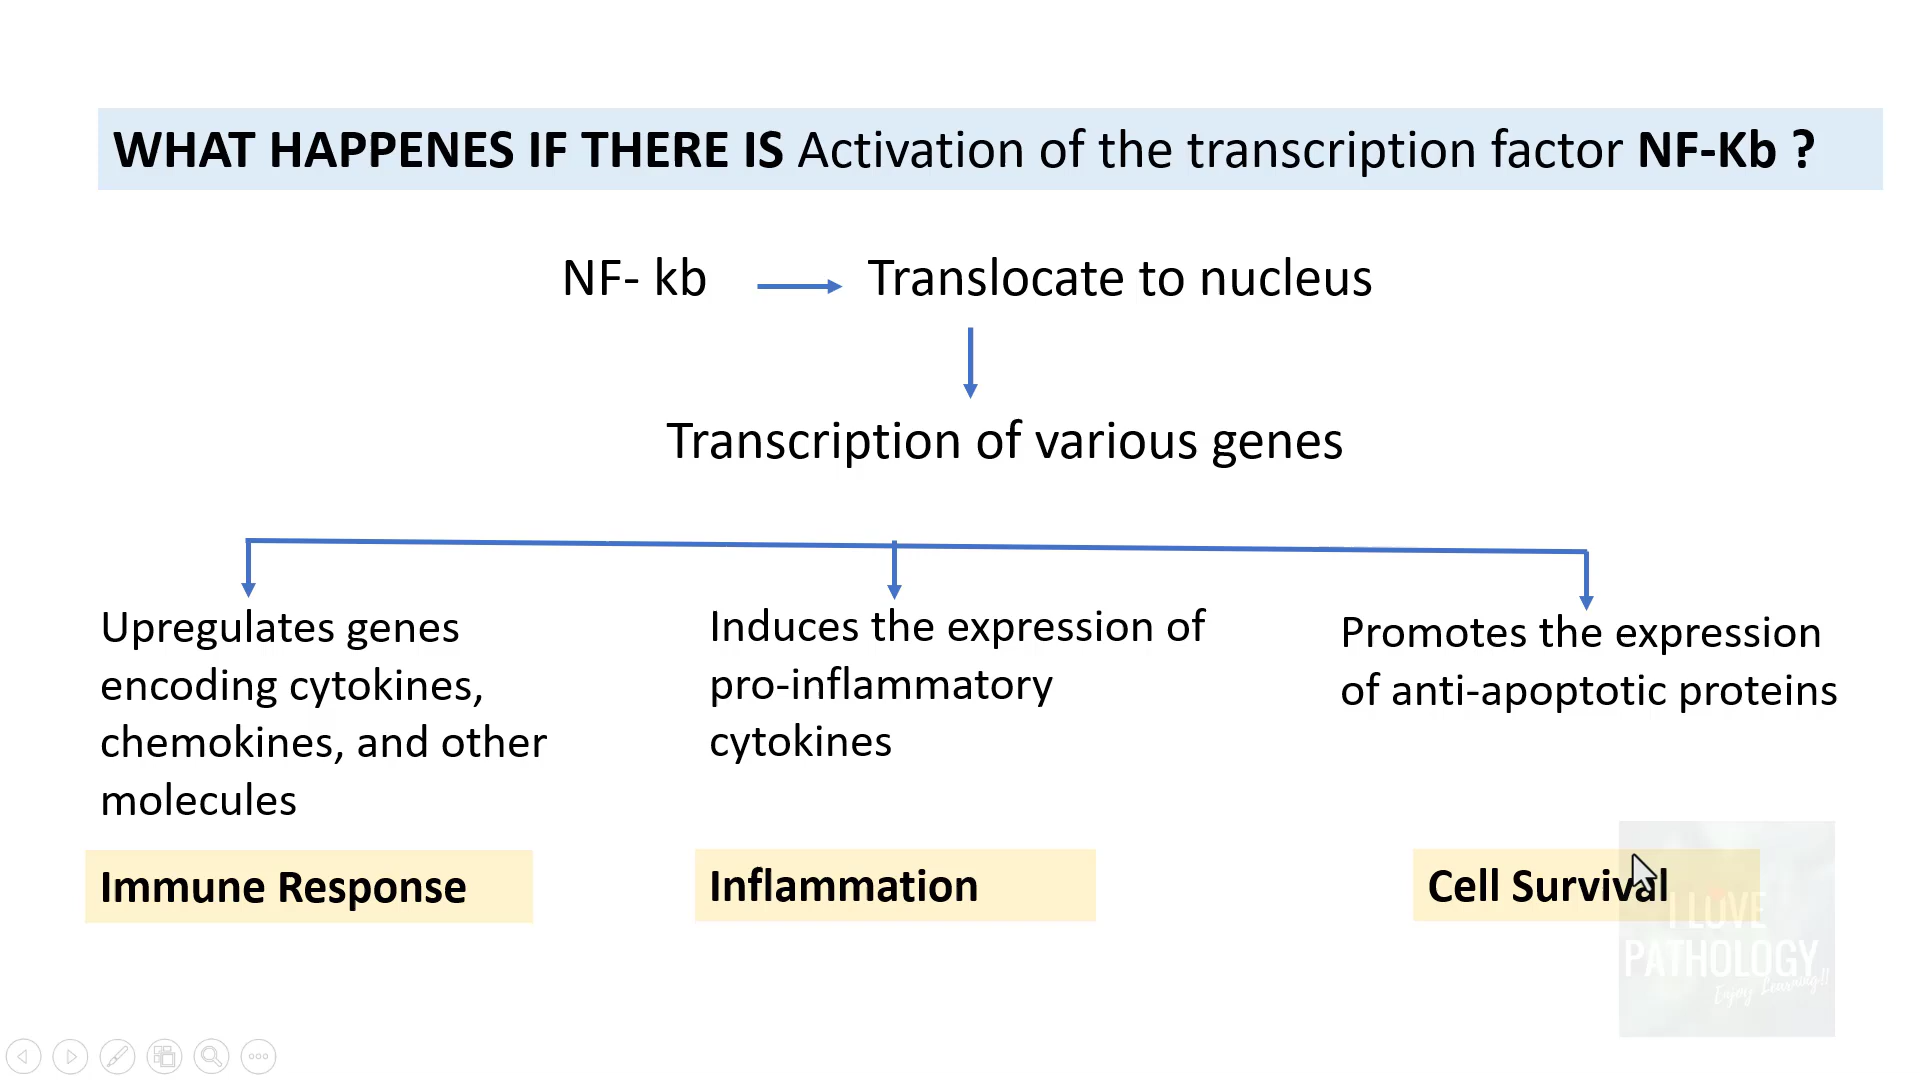 WHAT HAPPENES IF THERE IS Activation of the transcription factor NF-Kb ?
NF- kb
Translocate to nucleus
Transcription of various genes
Upregulates genes
encoding cytokines,
chemokines, and other
molecules
Immune Response
Induces the expression of
pro-inflammatory
cytokines
Inflammation
Promotes the expression
of anti-apoptotic proteins
Cell Survival
I LOVE
PATHOLOGY
Enjoy Learning!!